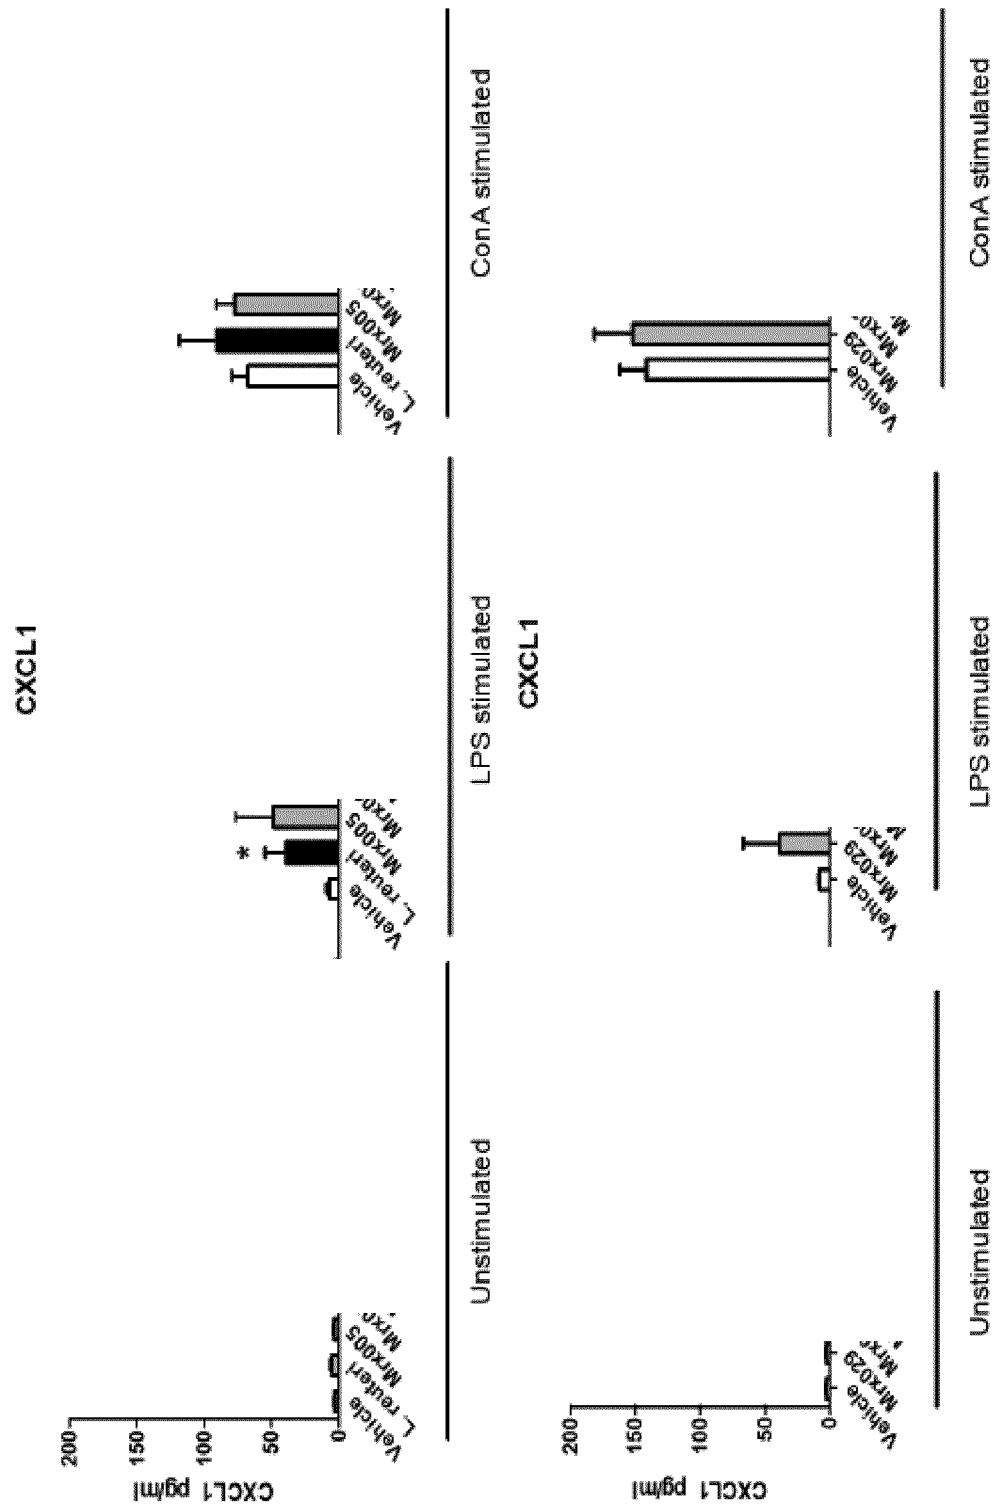 CXCL1
CXCL1 pg/ml
200
150
100
50
0
Vehicle
L. reuteri
Mrx005
Vehicle
L. reuteri
Mrx005
*
Vehicle
L. reuteri
Mrx005
Unstimulated
LPS stimulated
ConA stimulated
CXCL1
CXCL1 pg/ml
200
150
100
50
0
Vehicle
Mrx029
Vehicle
Mrx029
Vehicle
Mrx029
Unstimulated
LPS stimulated
ConA stimulated